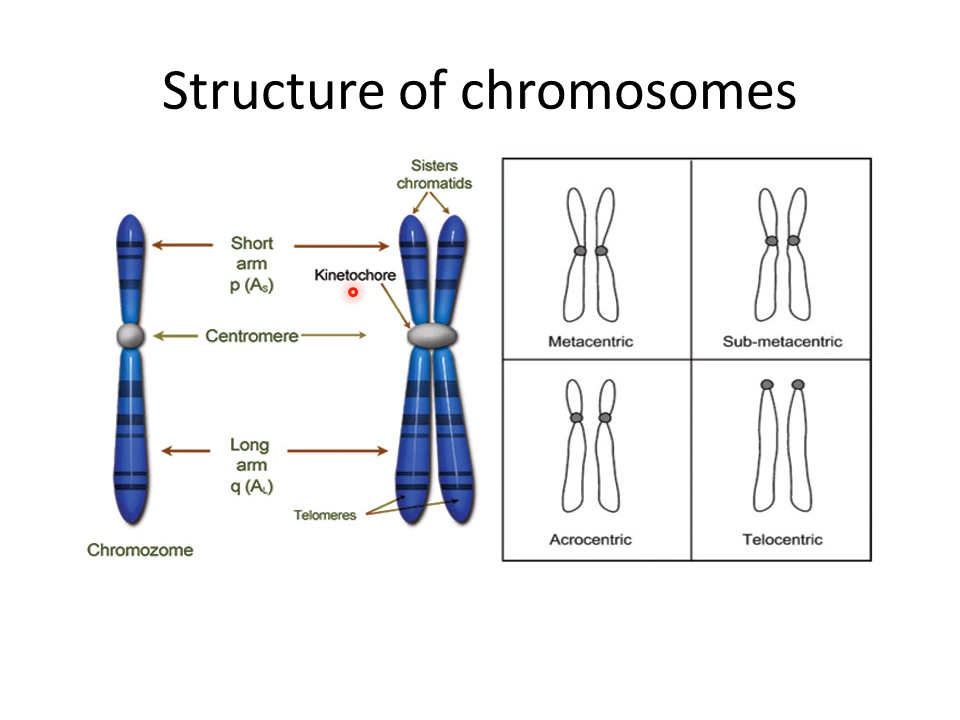 Structure of chromosomes
Sisters
chromatids
Short
arm
p (Aₛ)
Kinetochore
Centromere
Long
arm
q (A_L)
Telomeres
Chromozome
Metacentric
Sub-metacentric
Acrocentric
Telocentric